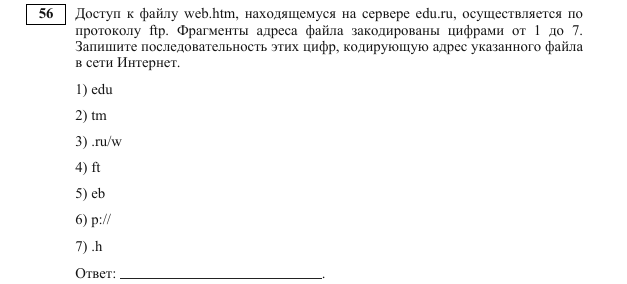 56
Доступ к файлу web.htm, находящемуся на сервере edu.ru, осуществляется по
протоколу ftp. Фрагменты адреса файла закодированы цифрами от 1 до 7.
Запишите последовательность этих цифр, кодирующую адрес указанного файла
в сети Интернет.
1) edu
2) tm
3) .ru/w
4) ft
5) eb
6) p://
7) .h
Ответ: ____________________________.